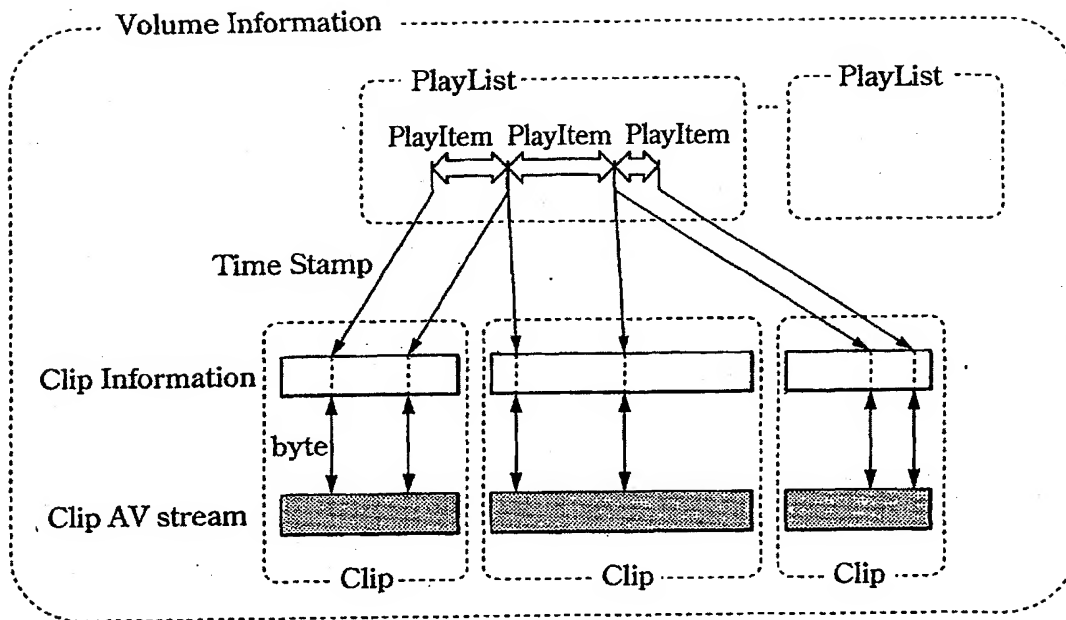 Volume Information
PlayList
PlayList
...
PlayItem PlayItem PlayItem
Time Stamp
Clip Information
byte
Clip AV stream
Clip
Clip
Clip